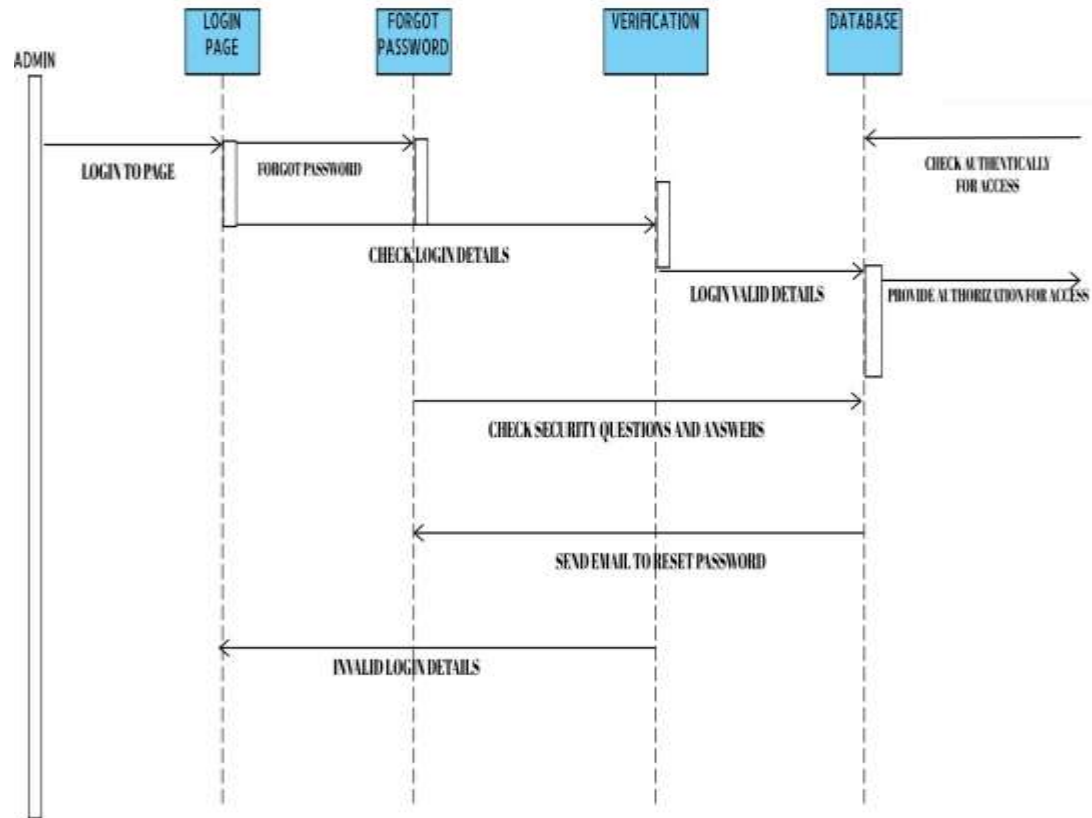 LOGIN
PAGE
FORGOT
PASSWORD
VERIFICATION
DATABASE
ADMIN
LOGIN TO PAGE
FORGOT PASSWORD
CHECK AUTHENTICALLY
FOR ACCESS
CHECK LOGIN DETAILS
LOGIN VALID DETAILS
PROVIDE AUTHORIZATION FOR ACCESS
CHECK SECURITY QUESTIONS AND ANSWERS
SEND EMAIL TO RESET PASSWORD
INVALID LOGIN DETAILS